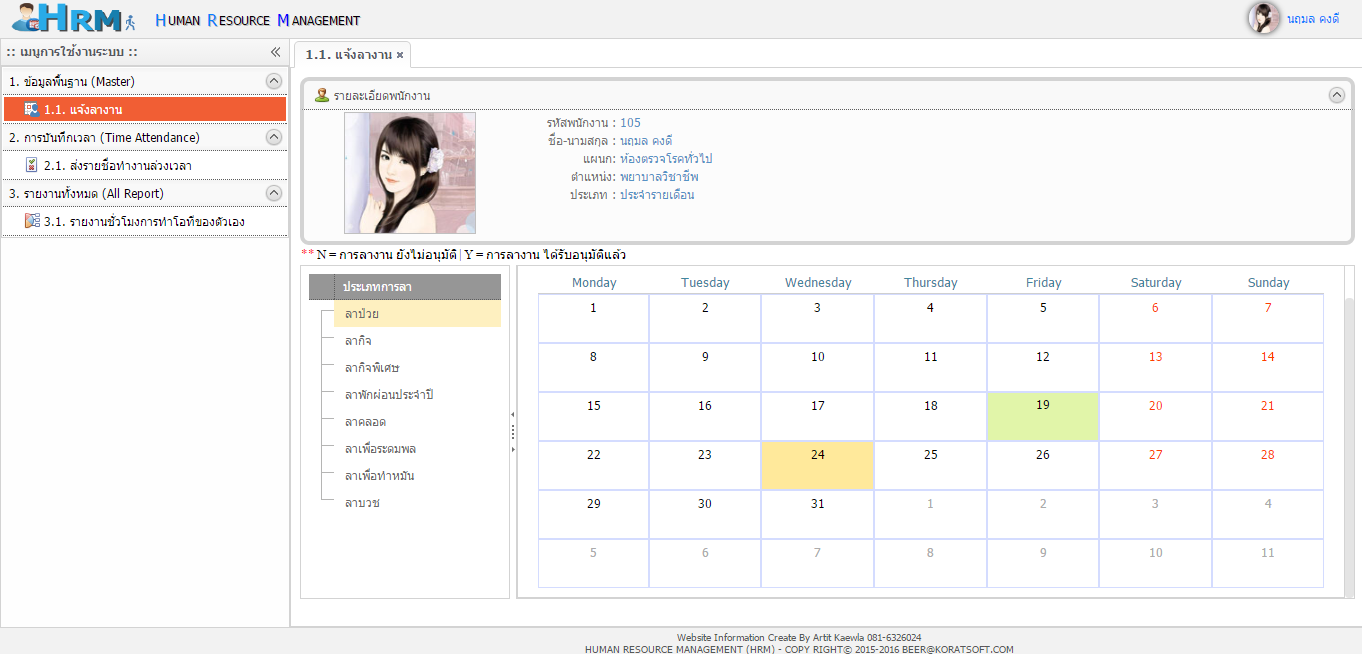 HRM HUMAN RESOURCE MANAGEMENT
นฤมล คงดี
:: เมนูการใช้งานระบบ ::
1. ข้อมูลพื้นฐาน (Master)
1.1. แจ้งลางาน
2. การบันทึกเวลา (Time Attendance)
2.1. ส่งรายชื่อทำงานล่วงเวลา
3. รายงานทั้งหมด (All Report)
3.1. รายงานชั่วโมงการทำโอทีของตัวเอง
1.1. แจ้งลางาน ×
รายละเอียดพนักงาน
รหัสพนักงาน : 105
ชื่อ-นามสกุล : นฤมล คงดี
แผนก: ห้องตรวจโรคทั่วไป
ตำแหน่ง: พยาบาลวิชาชีพ
ประเภท : ประจำรายเดือน
** N = การลางาน ยังไม่อนุมัติ | Y = การลางาน ได้รับอนุมัติแล้ว
ประเภทการลา
ลาป่วย
ลากิจ
ลากิจพิเศษ
ลาพักผ่อนประจำปี
ลาคลอด
ลาเพื่อระดมพล
ลาเพื่อทำหมัน
ลาบวช
Monday Tuesday Wednesday Thursday Friday Saturday Sunday
1 2 3 4 5 6 7
8 9 10 11 12 13 14
15 16 17 18 19 20 21
22 23 24 25 26 27 28
29 30 31 1 2 3 4
5 6 7 8 9 10 11
Website Information Create By Artit Kaewla 081-6326024
HUMAN RESOURCE MANAGEMENT (HRM) - COPY RIGHT© 2015-2016 BEER@KORATSOFT.COM